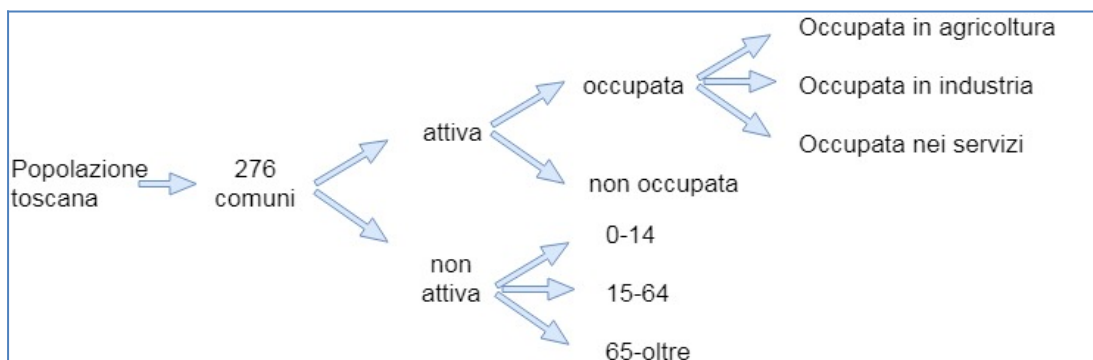 Popolazione
toscana
276
comuni
attiva
non
attiva
occupata
non occupata
0-14
15-64
65-oltre
Occupata in agricoltura
Occupata in industria
Occupata nei servizi